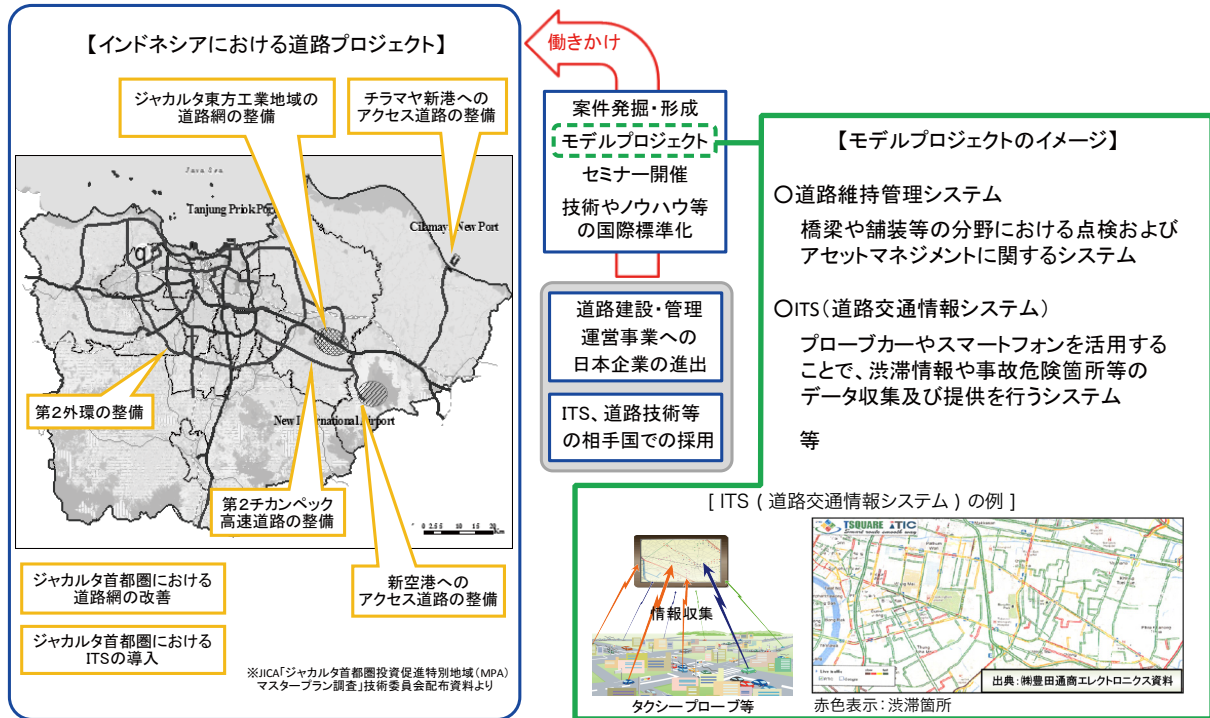 【インドネシアにおける道路プロジェクト】
ジャカルタ東方工業地域の
道路網の整備
チラマヤ新港への
アクセス道路の整備
Java Sea
Tanjung Priok Port
Cilamaya New Port
第2外環の整備
New International Airport
第2チカンペック
高速道路の整備
0 2.5 5 10 15 20
Km
新空港への
アクセス道路の整備
ジャカルタ首都圏における
道路網の改善
ジャカルタ首都圏における
ITSの導入
※JICA「ジャカルタ首都圏投資促進特別地域(MPA)
マスタープラン調査」技術委員会配布資料より
働きかけ
案件発掘・形成
モデルプロジェクト
セミナー開催
技術やノウハウ等
の国際標準化
道路建設・管理
運営事業への
日本企業の進出
ITS、道路技術等
の相手国での採用
【モデルプロジェクトのイメージ】
○道路維持管理システム
橋梁や舗装等の分野における点検および
アセットマネジメントに関するシステム
○ITS(道路交通情報システム)
プローブカーやスマートフォンを活用する
ことで、渋滞情報や事故危険箇所等の
データ収集及び提供を行うシステム
等
[ ITS ( 道路交通情報システム ) の例 ]
情報収集
タクシープローブ等
TSQUARE iTiC
Smart route smooth way
出典:㈱豊田通商エレクトロニクス資料
赤色表示:渋滞箇所